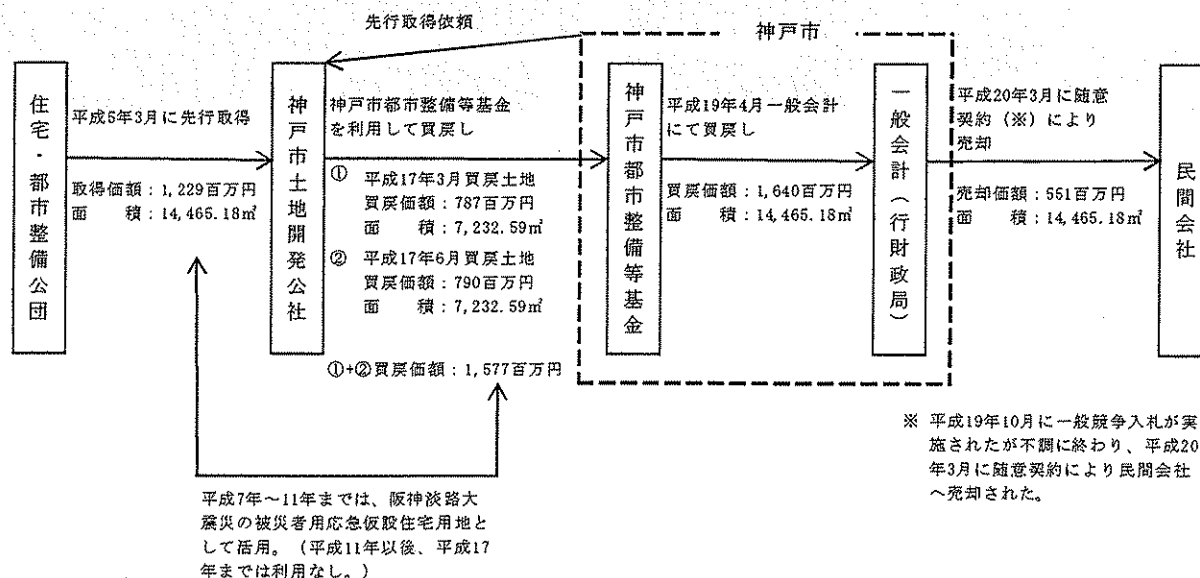 先行取得依頼
神戸市
住宅・都市整備公団
平成5年3月に先行取得
取得価額：1,229百万円
面　　積：14,465.18㎡
神戸市土地開発公社
神戸市都市整備等基金
を利用して買戻し
①　平成17年3月買戻土地
買戻価額：787百万円
面　　積：7,232.59㎡
②　平成17年6月買戻土地
買戻価額：790百万円
面　　積：7,232.59㎡
①+②買戻価額：1,577百万円
神戸市都市整備等基金
平成19年4月一般会計
にて買戻し
買戻価額：1,640百万円
面　　積：14,465.18㎡
一般会計（行財政局）
平成20年3月に随意
契約（※）により
売却
売却価額：551百万円
面　　積：14,465.18㎡
民間会社
※ 平成19年10月に一般競争入札が実
施されたが不調に終わり、平成20
年3月に随意契約により民間会社
へ売却された。
平成7年～11年までは、阪神淡路大
震災の被災者用応急仮設住宅用地と
して活用。（平成11年以後、平成17
年までは利用なし。）